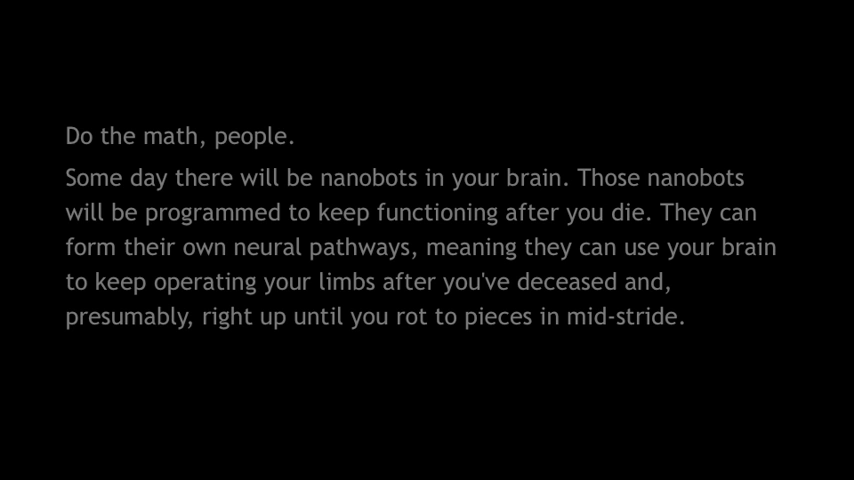 Do the math, people.
Some day there will be nanobots in your brain. Those nanobots
will be programmed to keep functioning after you die. They can
form their own neural pathways, meaning they can use your brain
to keep operating your limbs after you've deceased and,
presumably, right up until you rot to pieces in mid-stride.